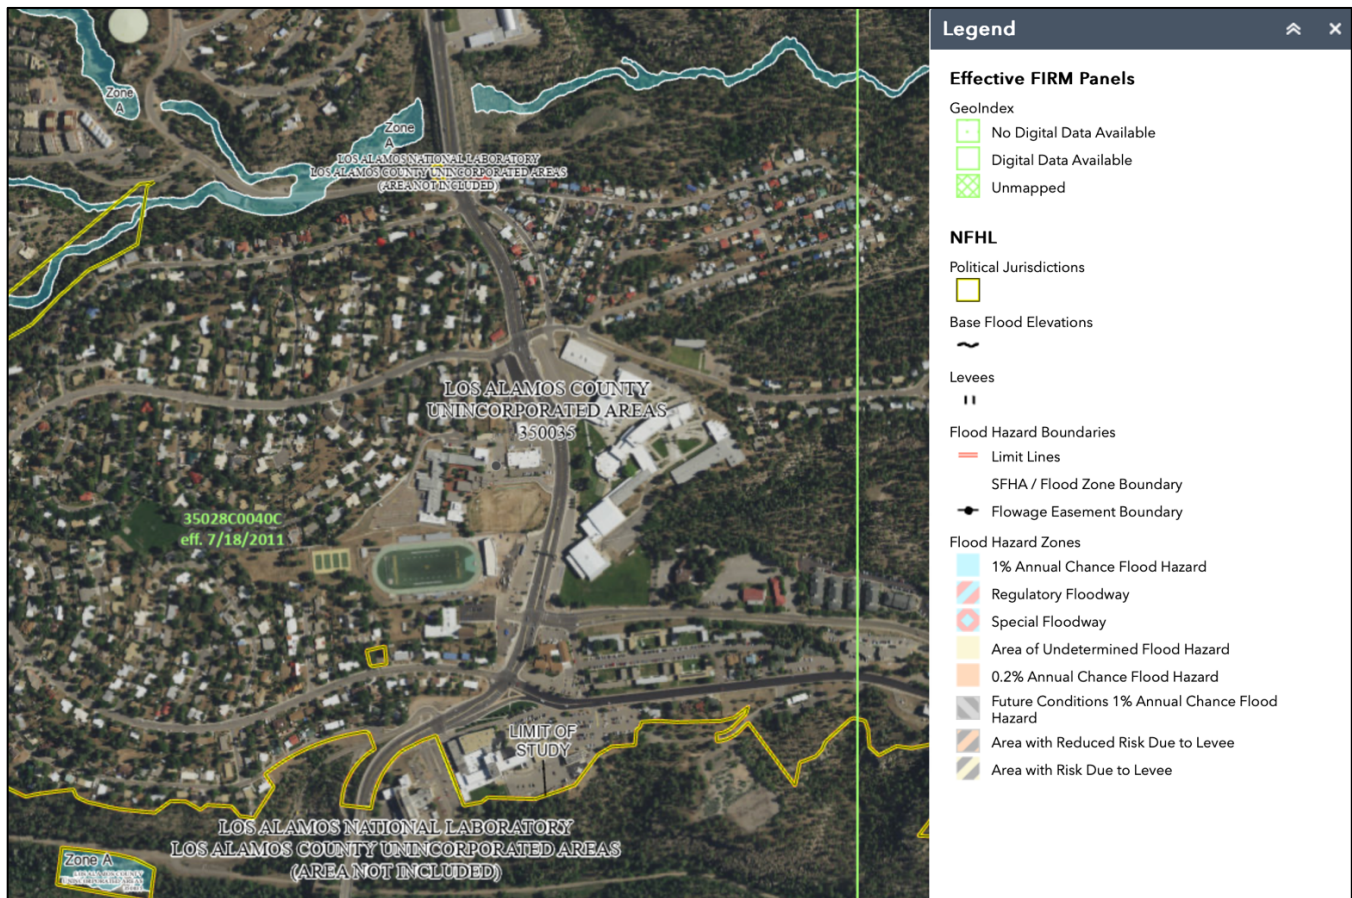 Zone
A
Zone
A
LOS ALAMOS NATIONAL LABORATORY
LOS ALAMOS COUNTY UNINCORPORATED AREAS
(AREA NOT INCLUDED)
LOS ALAMOS COUNTY
UNINCORPORATED AREAS
350035
35028C0040C
eff. 7/18/2011
LIMIT OF
STUDY
LOS ALAMOS NATIONAL LABORATORY
LOS ALAMOS COUNTY UNINCORPORATED AREAS
(AREA NOT INCLUDED)
Zone A
Legend
Effective FIRM Panels
GeoIndex
No Digital Data Available
Digital Data Available
Unmapped
NFHL
Political Jurisdictions
Base Flood Elevations
Levees
Flood Hazard Boundaries
Limit Lines
SFHA / Flood Zone Boundary
Flowage Easement Boundary
Flood Hazard Zones
1% Annual Chance Flood Hazard
Regulatory Floodway
Special Floodway
Area of Undetermined Flood Hazard
0.2% Annual Chance Flood Hazard
Future Conditions 1% Annual Chance Flood
Hazard
Area with Reduced Risk Due to Levee
Area with Risk Due to Levee